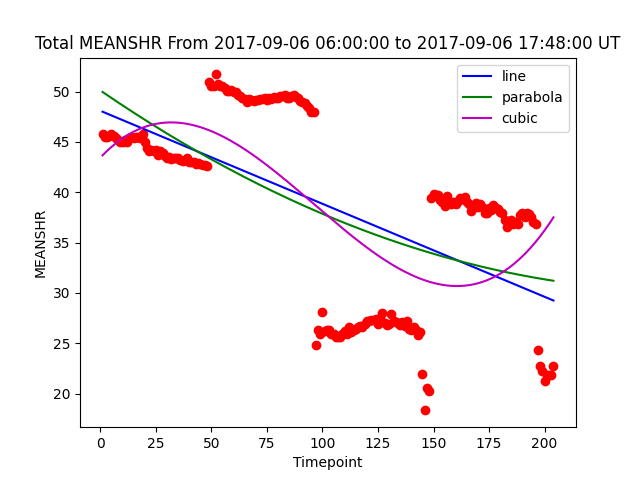 Total MEANSHR From 2017-09-06 06:00:00 to 2017-09-06 17:48:00 UT
line
parabola
cubic
MEANSHR
50
45
40
35
30
25
20
0 25 50 75 100 125 150 175 200
Timepoint